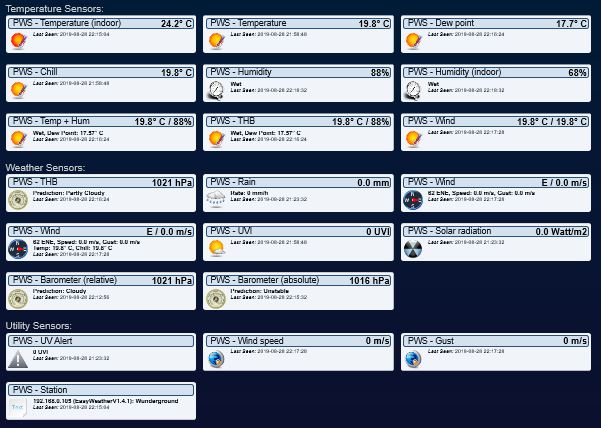 Temperature Sensors:
PWS - Temperature (indoor) 24.2° C
Last Seen: 2019-08-28 22:15:04
PWS - Temperature 19.8° C
Last Seen: 2019-08-28 21:58:48
PWS - Dew point 17.7° C
Last Seen: 2019-08-28 22:16:24
PWS - Chill 19.8° C
Last Seen: 2019-08-28 21:58:48
PWS - Humidity 88%
Wet
Last Seen: 2019-08-28 22:18:32
PWS - Humidity (indoor) 68%
Wet
Last Seen: 2019-08-28 22:18:32
PWS - Temp + Hum 19.8° C / 88%
Wet, Dew Point: 17.57° C
Last Seen: 2019-08-28 22:16:24
PWS - THB 19.8° C / 88%
Wet, Dew Point: 17.57° C
Last Seen: 2019-08-28 22:16:24
PWS - Wind 19.8° C / 19.8° C
Last Seen: 2019-08-28 22:17:28
Weather Sensors:
PWS - THB 1021 hPa
Prediction: Partly Cloudy
Last Seen: 2019-08-28 22:16:24
PWS - Rain 0.0 mm
Rate: 0 mm/h
Last Seen: 2019-08-28 21:23:32
PWS - Wind E / 0.0 m/s
62 ENE, Speed: 0.0 m/s, Gust: 0.0 m/s
Last Seen: 2019-08-28 22:17:28
PWS - Wind E / 0.0 m/s
62 ENE, Speed: 0.0 m/s, Gust: 0.0 m/s
Temp: 19.8° C, Chill: 19.8° C
Last Seen: 2019-08-28 22:17:28
PWS - UVI 0 UVI
Last Seen: 2019-08-28 21:58:48
PWS - Solar radiation 0.0 Watt/m2
Last Seen: 2019-08-28 21:23:32
PWS - Barometer (relative) 1021 hPa
Prediction: Cloudy
Last Seen: 2019-08-28 22:12:56
PWS - Barometer (absolute) 1016 hPa
Prediction: Unstable
Last Seen: 2019-08-28 22:15:32
Utility Sensors:
PWS - UV Alert
0 UVI
Last Seen: 2019-08-28 21:23:32
PWS - Wind speed 0 m/s
Last Seen: 2019-08-28 22:17:28
PWS - Gust 0 m/s
Last Seen: 2019-08-28 22:17:28
PWS - Station
Text
192.168.0.105 (EasyWeatherV1.4.1): Wunderground
Last Seen: 2019-08-28 22:15:04